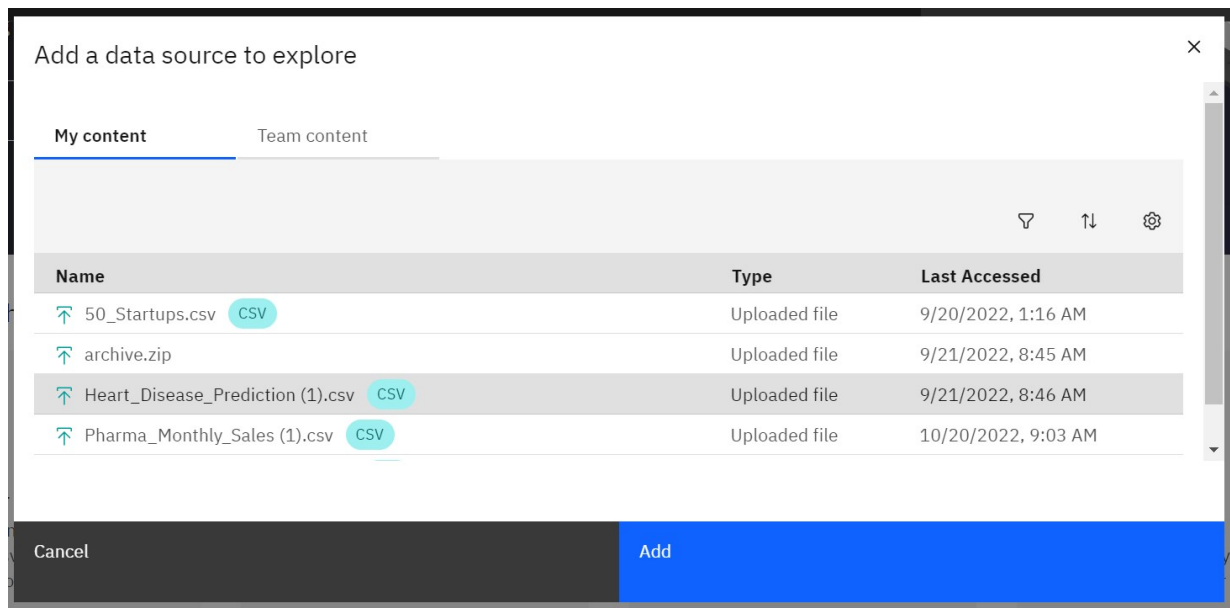 Add a data source to explore
My content Team content
Name Type Last Accessed
50_Startups.csv CSV Uploaded file 9/20/2022, 1:16 AM
archive.zip Uploaded file 9/21/2022, 8:45 AM
Heart_Disease_Prediction (1).csv CSV Uploaded file 9/21/2022, 8:46 AM
Pharma_Monthly_Sales (1).csv CSV Uploaded file 10/20/2022, 9:03 AM
Cancel Add